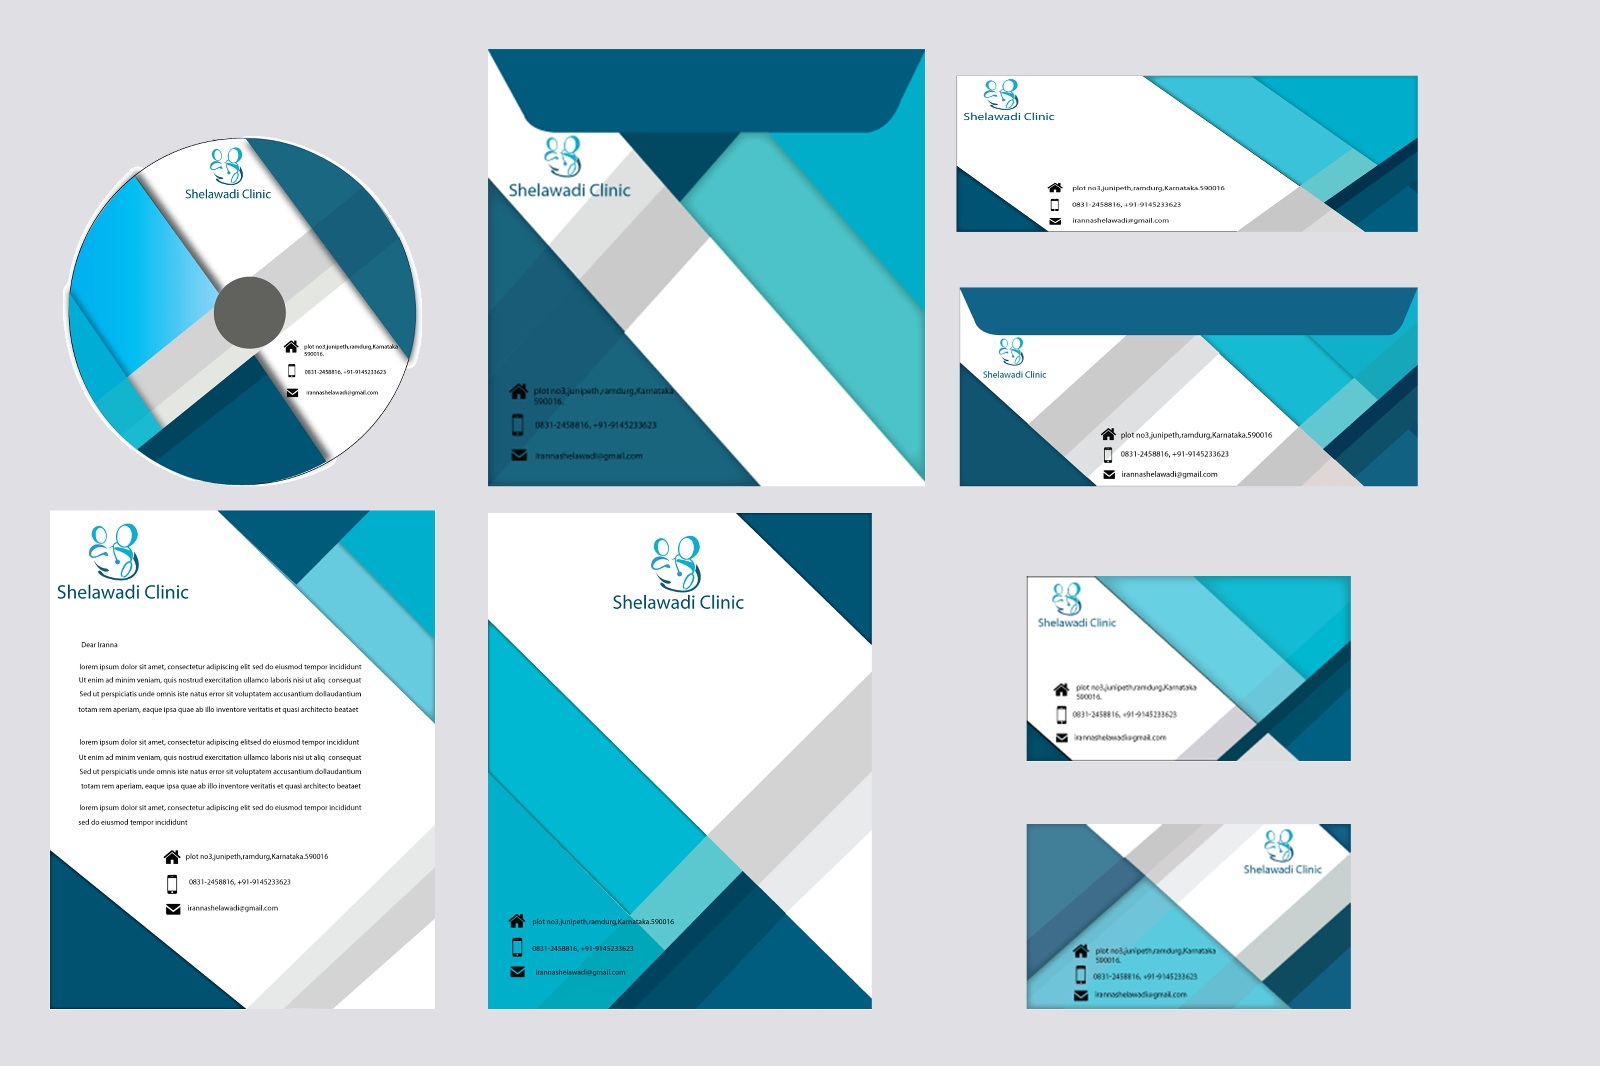 Shelawadi Clinic
plot no3,junipeth,ramdurg,Karnataka
590016.
0831-2458816, +91-9145233623
irannashelawadi@gmail.com
Shelawadi Clinic
plot no3,junipeth,ramdurg,Karnataka
590016.
0831-2458816, +91-9145233623
irannashelawadi@gmail.com
Shelawadi Clinic
plot no3,junipeth,ramdurg,Karnataka.590016
0831-2458816, +91-9145233623
irannashelawadi@gmail.com
Shelawadi Clinic
plot no3,junipeth,ramdurg,Karnataka.590016
0831-2458816, +91-9145233623
irannashelawadi@gmail.com
Shelawadi Clinic
Dear Iranna
lorem ipsum dolor sit amet, consectetur adipiscing elit sed do eiusmod tempor incididunt
Ut enim ad minim veniam, quis nostrud exercitation ullamco laboris nisi ut aliq consequat
Sed ut perspiciatis unde omnis iste natus error sit voluptatem accusantium dollaudantium
totam rem aperiam, eaque ipsa quae ab illo inventore veritatis et quasi architecto beataet
lorem ipsum dolor sit amet, consectetur adipiscing elitsed do eiusmod tempor incididunt
Ut enim ad minim veniam, quis nostrud exercitation ullamco laboris nisi ut aliq consequat
Sed ut perspiciatis unde omnis iste natus error sit voluptatem accusantium dollaudantium
totam rem aperiam, eaque ipsa quae ab illo inventore veritatis et quasi architecto beataet
lorem ipsum dolor sit amet, consectetur adipiscing elit sed do eiusmod tempor incididunt
sed do eiusmod tempor incididunt
plot no3,junipeth,ramdurg,Karnataka.590016
0831-2458816, +91-9145233623
irannashelawadi@gmail.com
Shelawadi Clinic
plot no3,junipeth,ramdurg,Karnataka.590016
0831-2458816, +91-9145233623
irannashelawadi@gmail.com
Shelawadi Clinic
plot no3,junipeth,ramdurg,Karnataka
590016.
0831-2458816, +91-9145233623
irannashelawadi@gmail.com
Shelawadi Clinic
plot no3,junipeth,ramdurg,Karnataka
590016.
0831-2458816, +91-9145233623
irannashelawadi@gmail.com